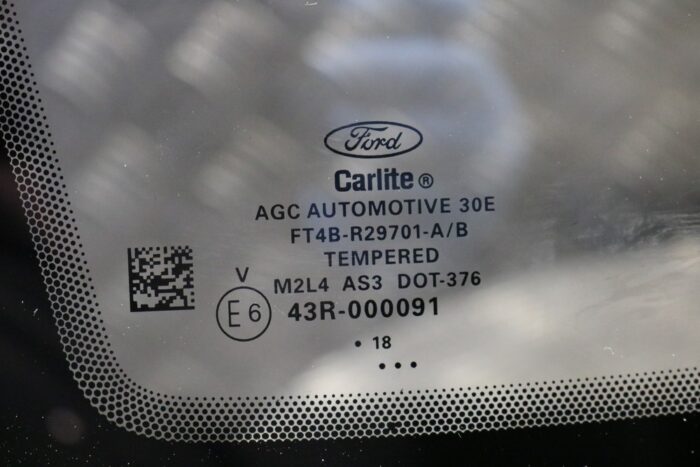 Ford
Carlite ®
AGC AUTOMOTIVE 30E
FT4B-R29701-A/B
TEMPERED
M2L4 AS3 DOT-376
V
E6 43R-000091
• 18
•••